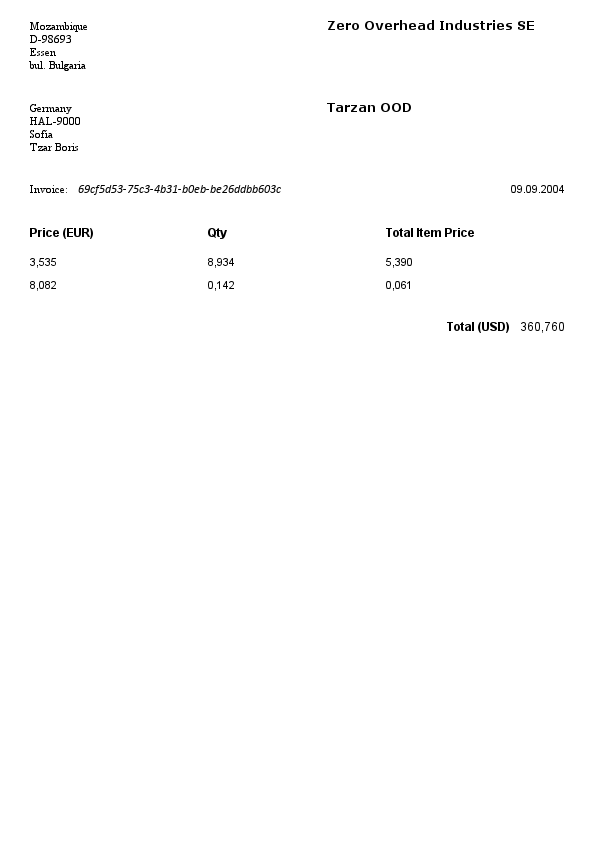 Mozambique
D-98693
Essen
bul. Bulgaria
Zero Overhead Industries SE
Germany
HAL-9000
Sofia
Tzar Boris
Tarzan OOD
Invoice: 69cf5d53-75c3-4b31-b0eb-be26ddbb603c 09.09.2004
Price (EUR) Qty Total Item Price
3,535 8,934 5,390
8,082 0,142 0,061
Total (USD) 360,760